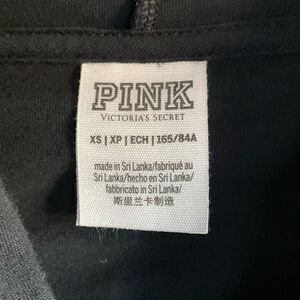 PINK
VICTORIA'S SECRET
XS | XP | ECH | 165/84A
made in Sri Lanka/fabriqué au
Sri Lanka/hecho en Sri Lanka/
fabbricato in Sri Lanka/
斯里兰卡制造